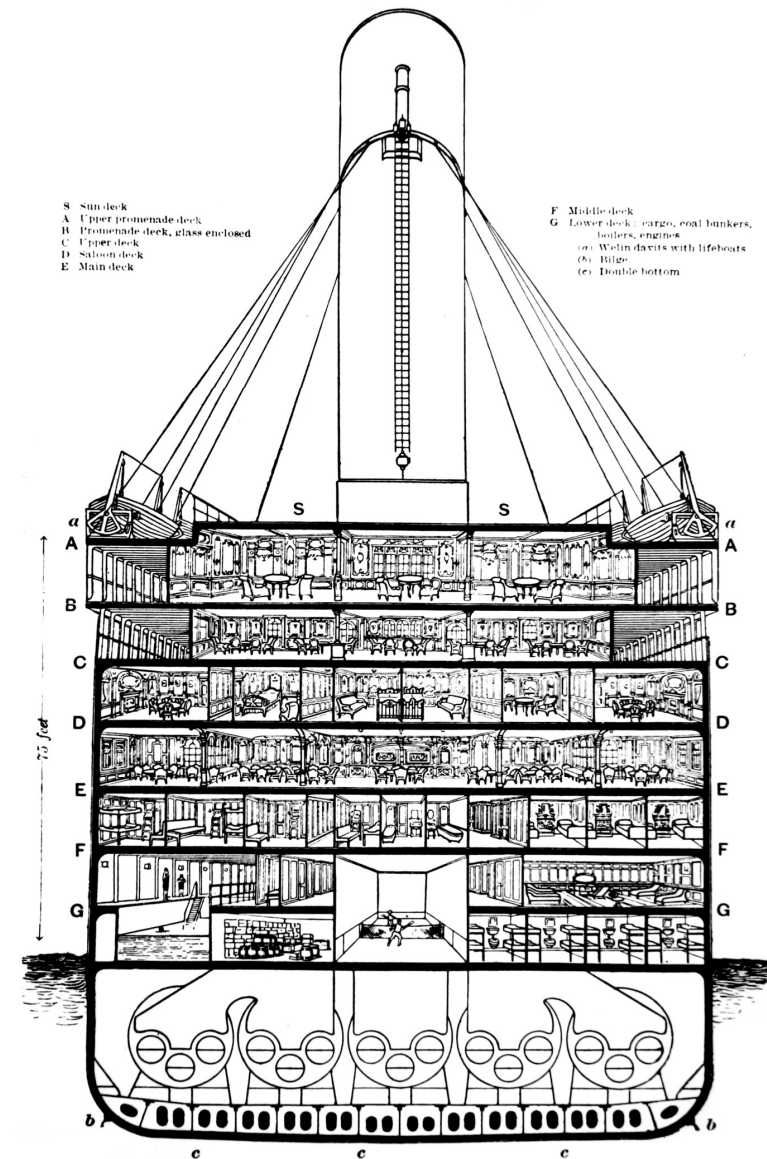 S Sun deck
A Upper promenade deck
B Promenade deck, glass enclosed
C Upper deck
D Saloon deck
E Main deck
F Middle deck
G Lower deck: cargo, coal bunkers,
boilers, engines
(a) Welin davits with lifeboats
(b) Bilge
(c) Double bottom
S S
a a
A A
B B
C C
D D
75 feet
E E
F F
G G
b b
c c c